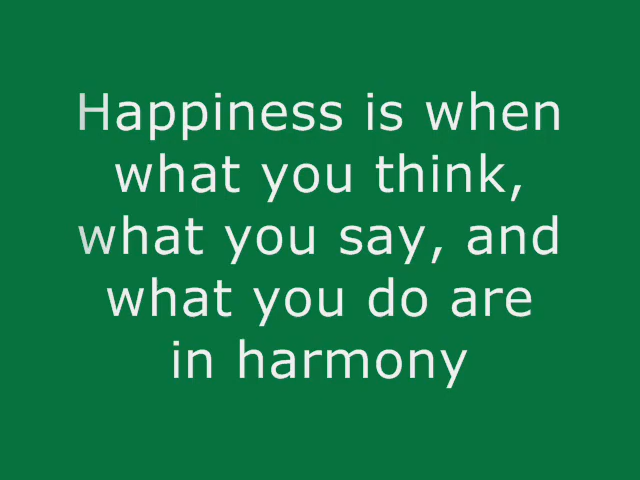 Happiness is when
what you think,
what you say, and
what you do are
in harmony